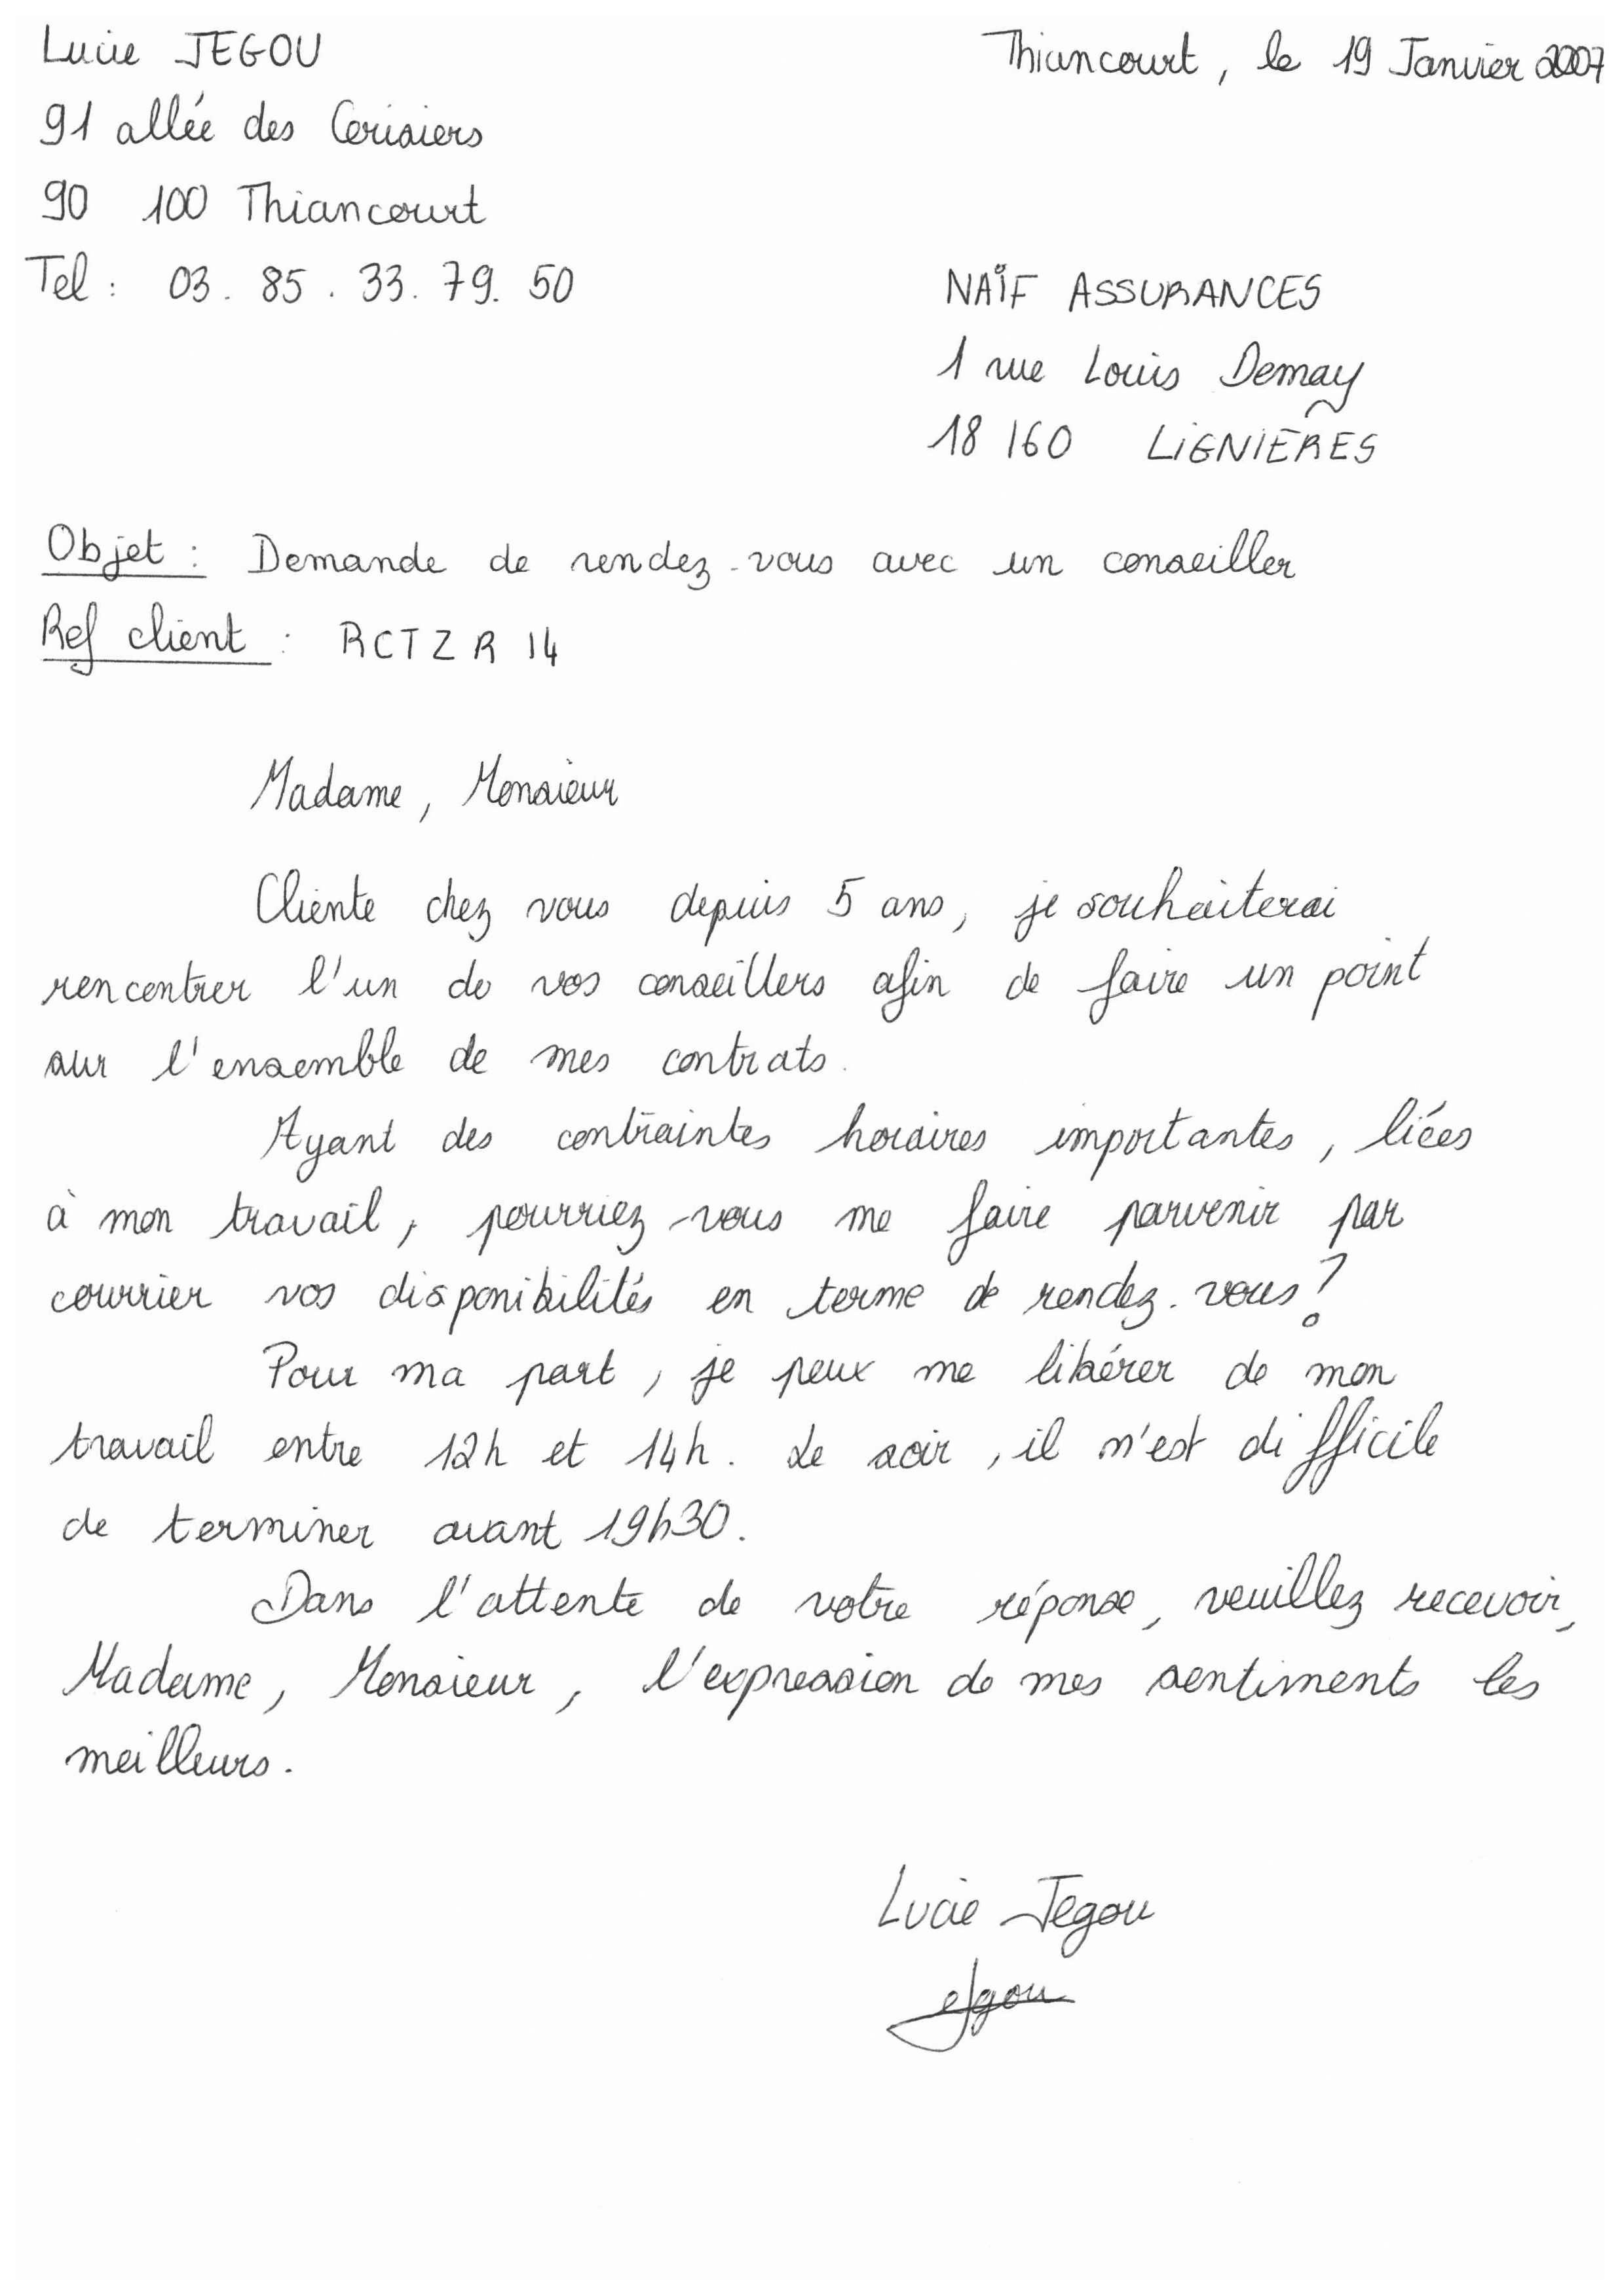 Lucie JEGOU
Thiancourt, le 19 Janvier 2007
91 allée des Cerisiers
90 100 Thiancourt
Tel : 03. 85. 33. 79. 50
NAÏF ASSURANCES
1 rue Louis Demay
18 160 LIGNIÈRES
Objet : Demande de rendez-vous avec un conseiller
Ref client : RCTZR 14
Madame, Monsieur
Cliente chez vous depuis 5 ans, je souhaiterai
rencontrer l'un de vos conseillers afin de faire un point
sur l'ensemble de mes contrats.
Ayant des contraintes horaires importantes, liées
à mon travail, pourriez-vous me faire parvenir par
courrier vos disponibilités en terme de rendez-vous ?
Pour ma part, je peux me libérer de mon
travail entre 12h et 14h. Le soir, il m'est difficile
de terminer avant 19h30.
Dans l'attente de votre réponse, veuillez recevoir,
Madame, Monsieur, l'expression de mes sentiments les
meilleurs.
Lucie Jegou
Jegou